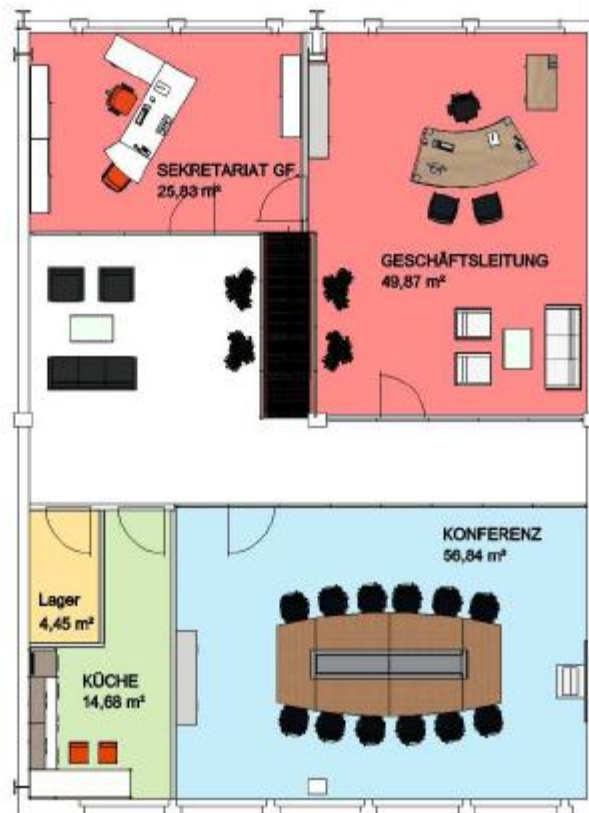 SEKRETARIAT GF
25,83 m²
GESCHÄFTSLEITUNG
49,87 m²
KONFERENZ
56,84 m²
Lager
4,45 m²
KÜCHE
14,68 m²